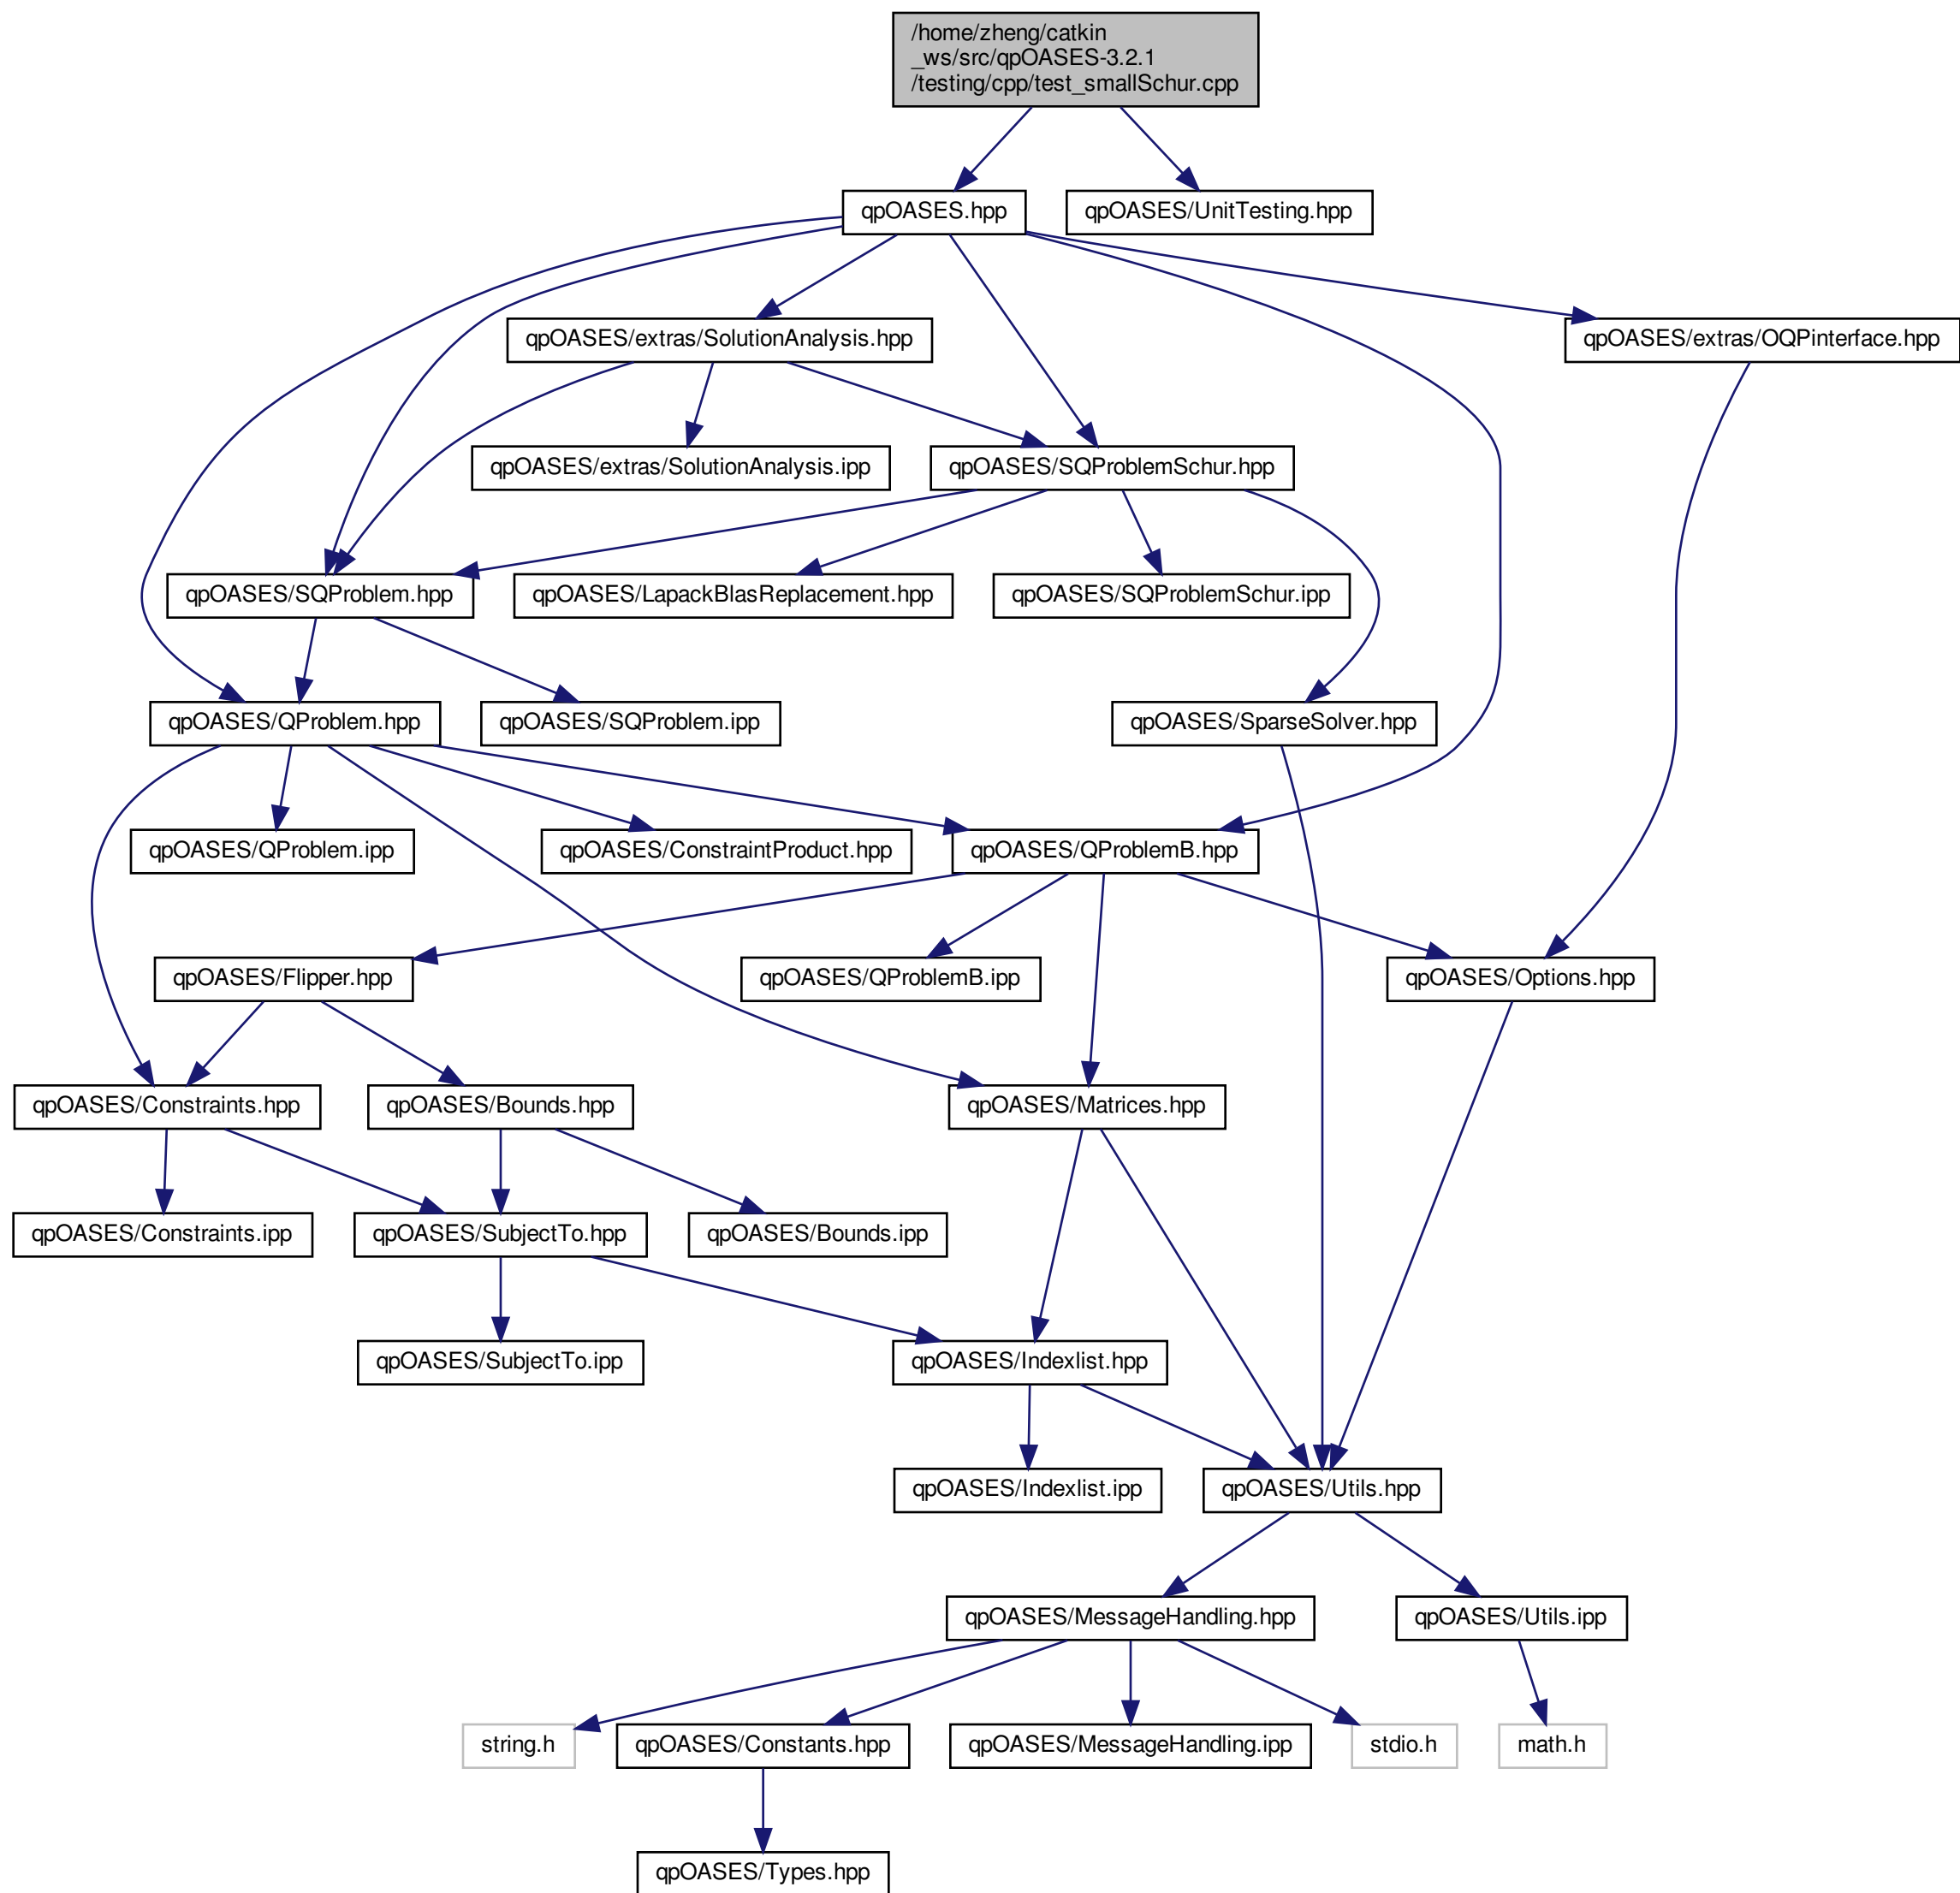 /home/zheng/catkin
_ws/src/qpOASES-3.2.1
/testing/cpp/test_smallSchur.cpp
qpOASES.hpp
qpOASES/UnitTesting.hpp
qpOASES/extras/SolutionAnalysis.hpp
qpOASES/extras/OQPinterface.hpp
qpOASES/extras/SolutionAnalysis.ipp
qpOASES/SQProblemSchur.hpp
qpOASES/SQProblem.hpp
qpOASES/LapackBlasReplacement.hpp
qpOASES/SQProblemSchur.ipp
qpOASES/QProblem.hpp
qpOASES/SQProblem.ipp
qpOASES/SparseSolver.hpp
qpOASES/QProblem.ipp
qpOASES/ConstraintProduct.hpp
qpOASES/QProblemB.hpp
qpOASES/Flipper.hpp
qpOASES/QProblemB.ipp
qpOASES/Options.hpp
qpOASES/Constraints.hpp
qpOASES/Bounds.hpp
qpOASES/Matrices.hpp
qpOASES/Constraints.ipp
qpOASES/SubjectTo.hpp
qpOASES/Bounds.ipp
qpOASES/SubjectTo.ipp
qpOASES/Indexlist.hpp
qpOASES/Indexlist.ipp
qpOASES/Utils.hpp
qpOASES/MessageHandling.hpp
qpOASES/Utils.ipp
string.h
qpOASES/Constants.hpp
qpOASES/MessageHandling.ipp
stdio.h
math.h
qpOASES/Types.hpp